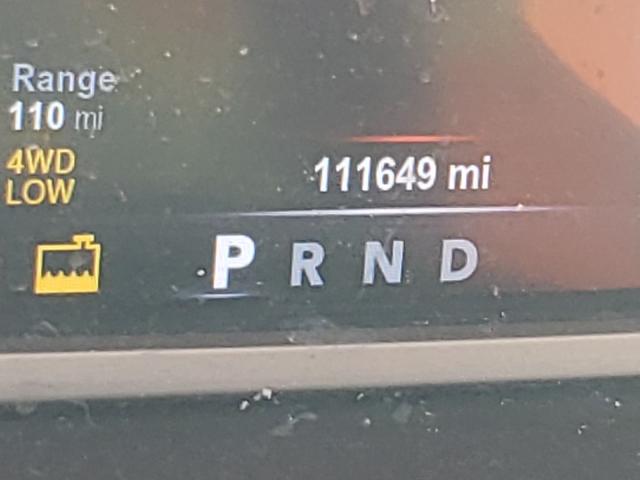 Range
110 mi
4WD
LOW
111649 mi
P R N D